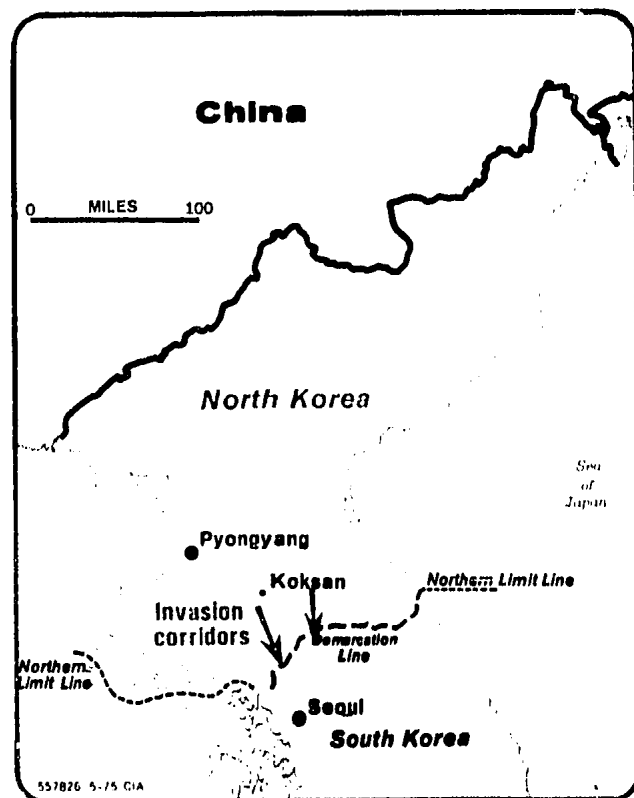 China
0 MILES 100
North Korea
Sea
of
Japan
Pyongyang
Koksan
Northern Limit Line
Invasion
corridors
Demarcation
Line
Northern
Limit Line
Seoul
South Korea
557826 5-75 CIA